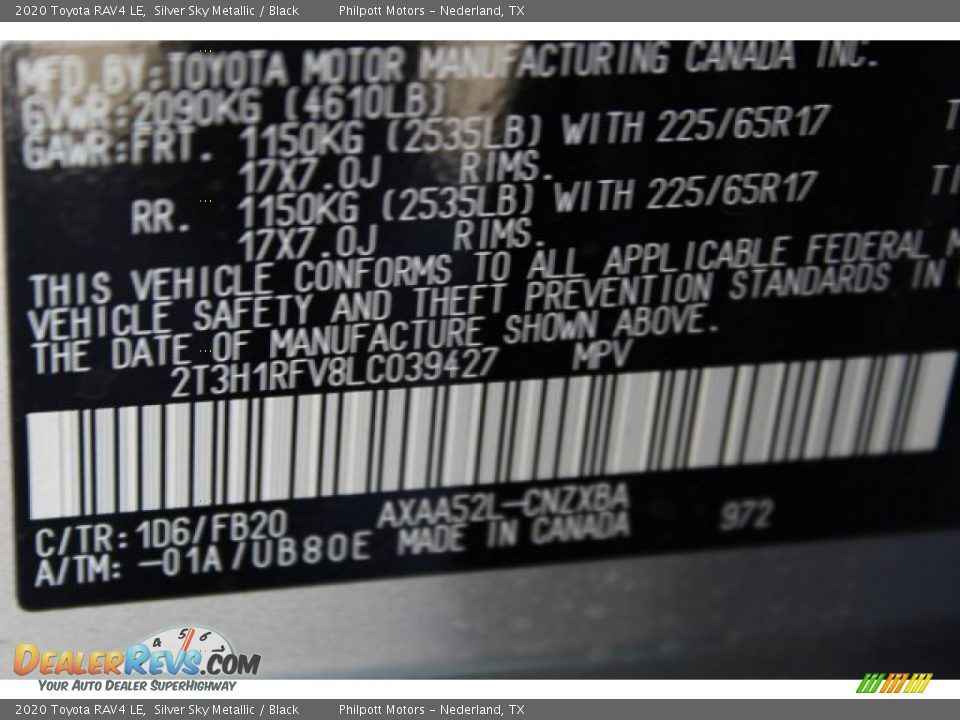 2020 Toyota RAV4 LE, Silver Sky Metallic / Black Philpott Motors - Nederland, TX
MFD.BY:TOYOTA MOTOR MANUFACTURING CANADA INC.
GVWR:2090KG (4610LB)
GAWR:FRT. 1150KG (2535LB) WITH 225/65R17
17X7.0J RIMS.
RR. 1150KG (2535LB) WITH 225/65R17
17X7.0J RIMS.
THIS VEHICLE CONFORMS TO ALL APPLICABLE FEDERAL
VEHICLE SAFETY AND THEFT PREVENTION STANDARDS IN
THE DATE OF MANUFACTURE SHOWN ABOVE.
2T3H1RFV8LC039427 MPV
C/TR:1D6/FB20 AXAA52L-CNZXBA 972
A/TM: -01A/UB80E MADE IN CANADA
4 5 6
DEALERREVS.COM
YOUR AUTO DEALER SUPERHIGHWAY
2020 Toyota RAV4 LE, Silver Sky Metallic / Black Philpott Motors - Nederland, TX